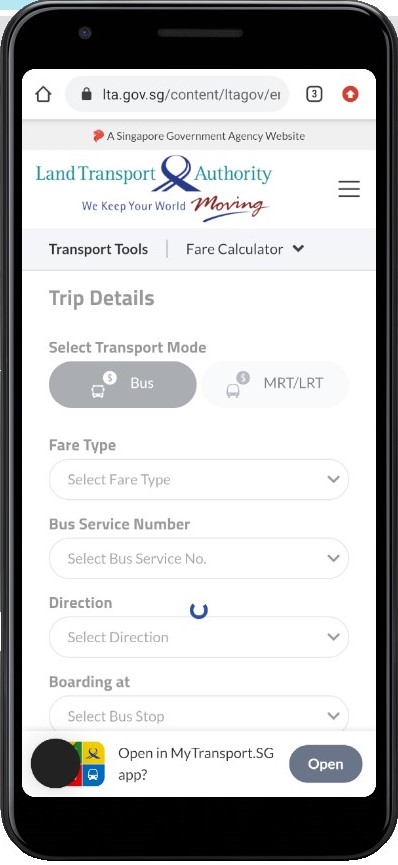 lta.gov.sg/content/ltagov/er
3
A Singapore Government Agency Website
Land Transport Authority
We Keep Your World Moving
Transport Tools | Fare Calculator
Trip Details
Select Transport Mode
$ Bus
$ MRT/LRT
Fare Type
Select Fare Type
Bus Service Number
Select Bus Service No.
Direction
Select Direction
Boarding at
Select Bus Stop
Open in MyTransport.SG
app?
Open